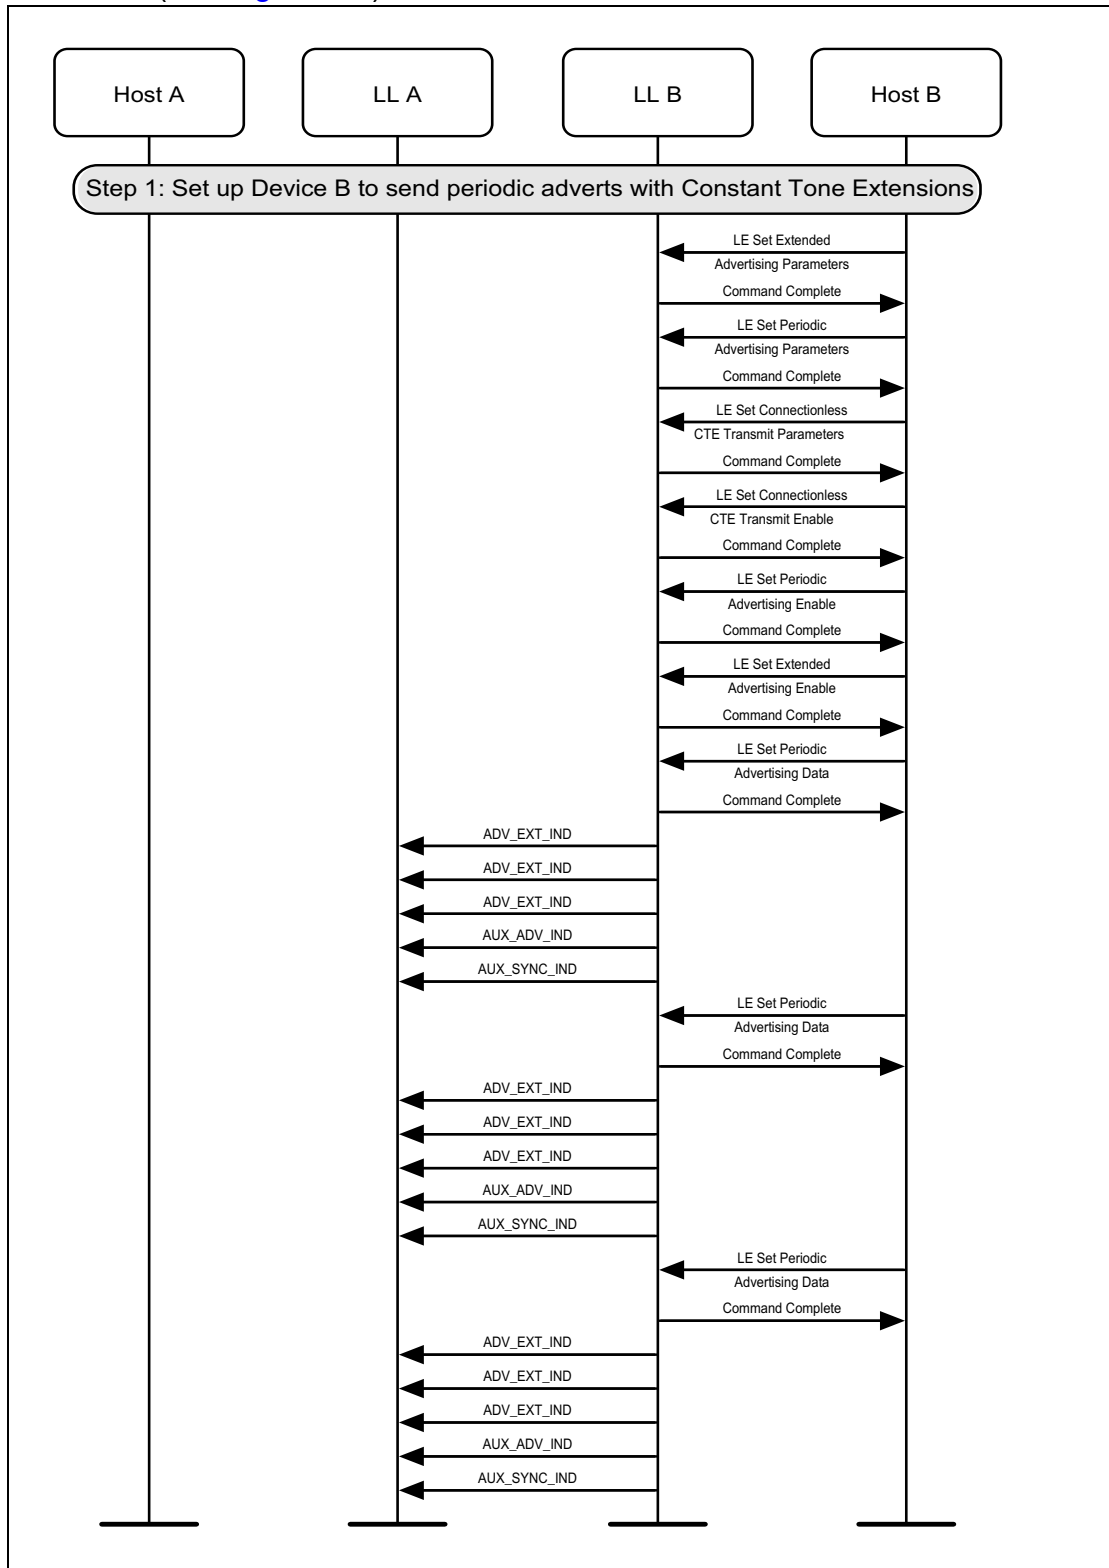 Host A
LL A
LL B
Host B
Step 1: Set up Device B to send periodic adverts with Constant Tone Extensions
LE Set Extended
Advertising Parameters
Command Complete
LE Set Periodic
Advertising Parameters
Command Complete
LE Set Connectionless
CTE Transmit Parameters
Command Complete
LE Set Connectionless
CTE Transmit Enable
Command Complete
LE Set Periodic
Advertising Enable
Command Complete
LE Set Extended
Advertising Enable
Command Complete
LE Set Periodic
Advertising Data
Command Complete
ADV_EXT_IND
ADV_EXT_IND
ADV_EXT_IND
AUX_ADV_IND
AUX_SYNC_IND
LE Set Periodic
Advertising Data
Command Complete
ADV_EXT_IND
ADV_EXT_IND
ADV_EXT_IND
AUX_ADV_IND
AUX_SYNC_IND
LE Set Periodic
Advertising Data
Command Complete
ADV_EXT_IND
ADV_EXT_IND
ADV_EXT_IND
AUX_ADV_IND
AUX_SYNC_IND